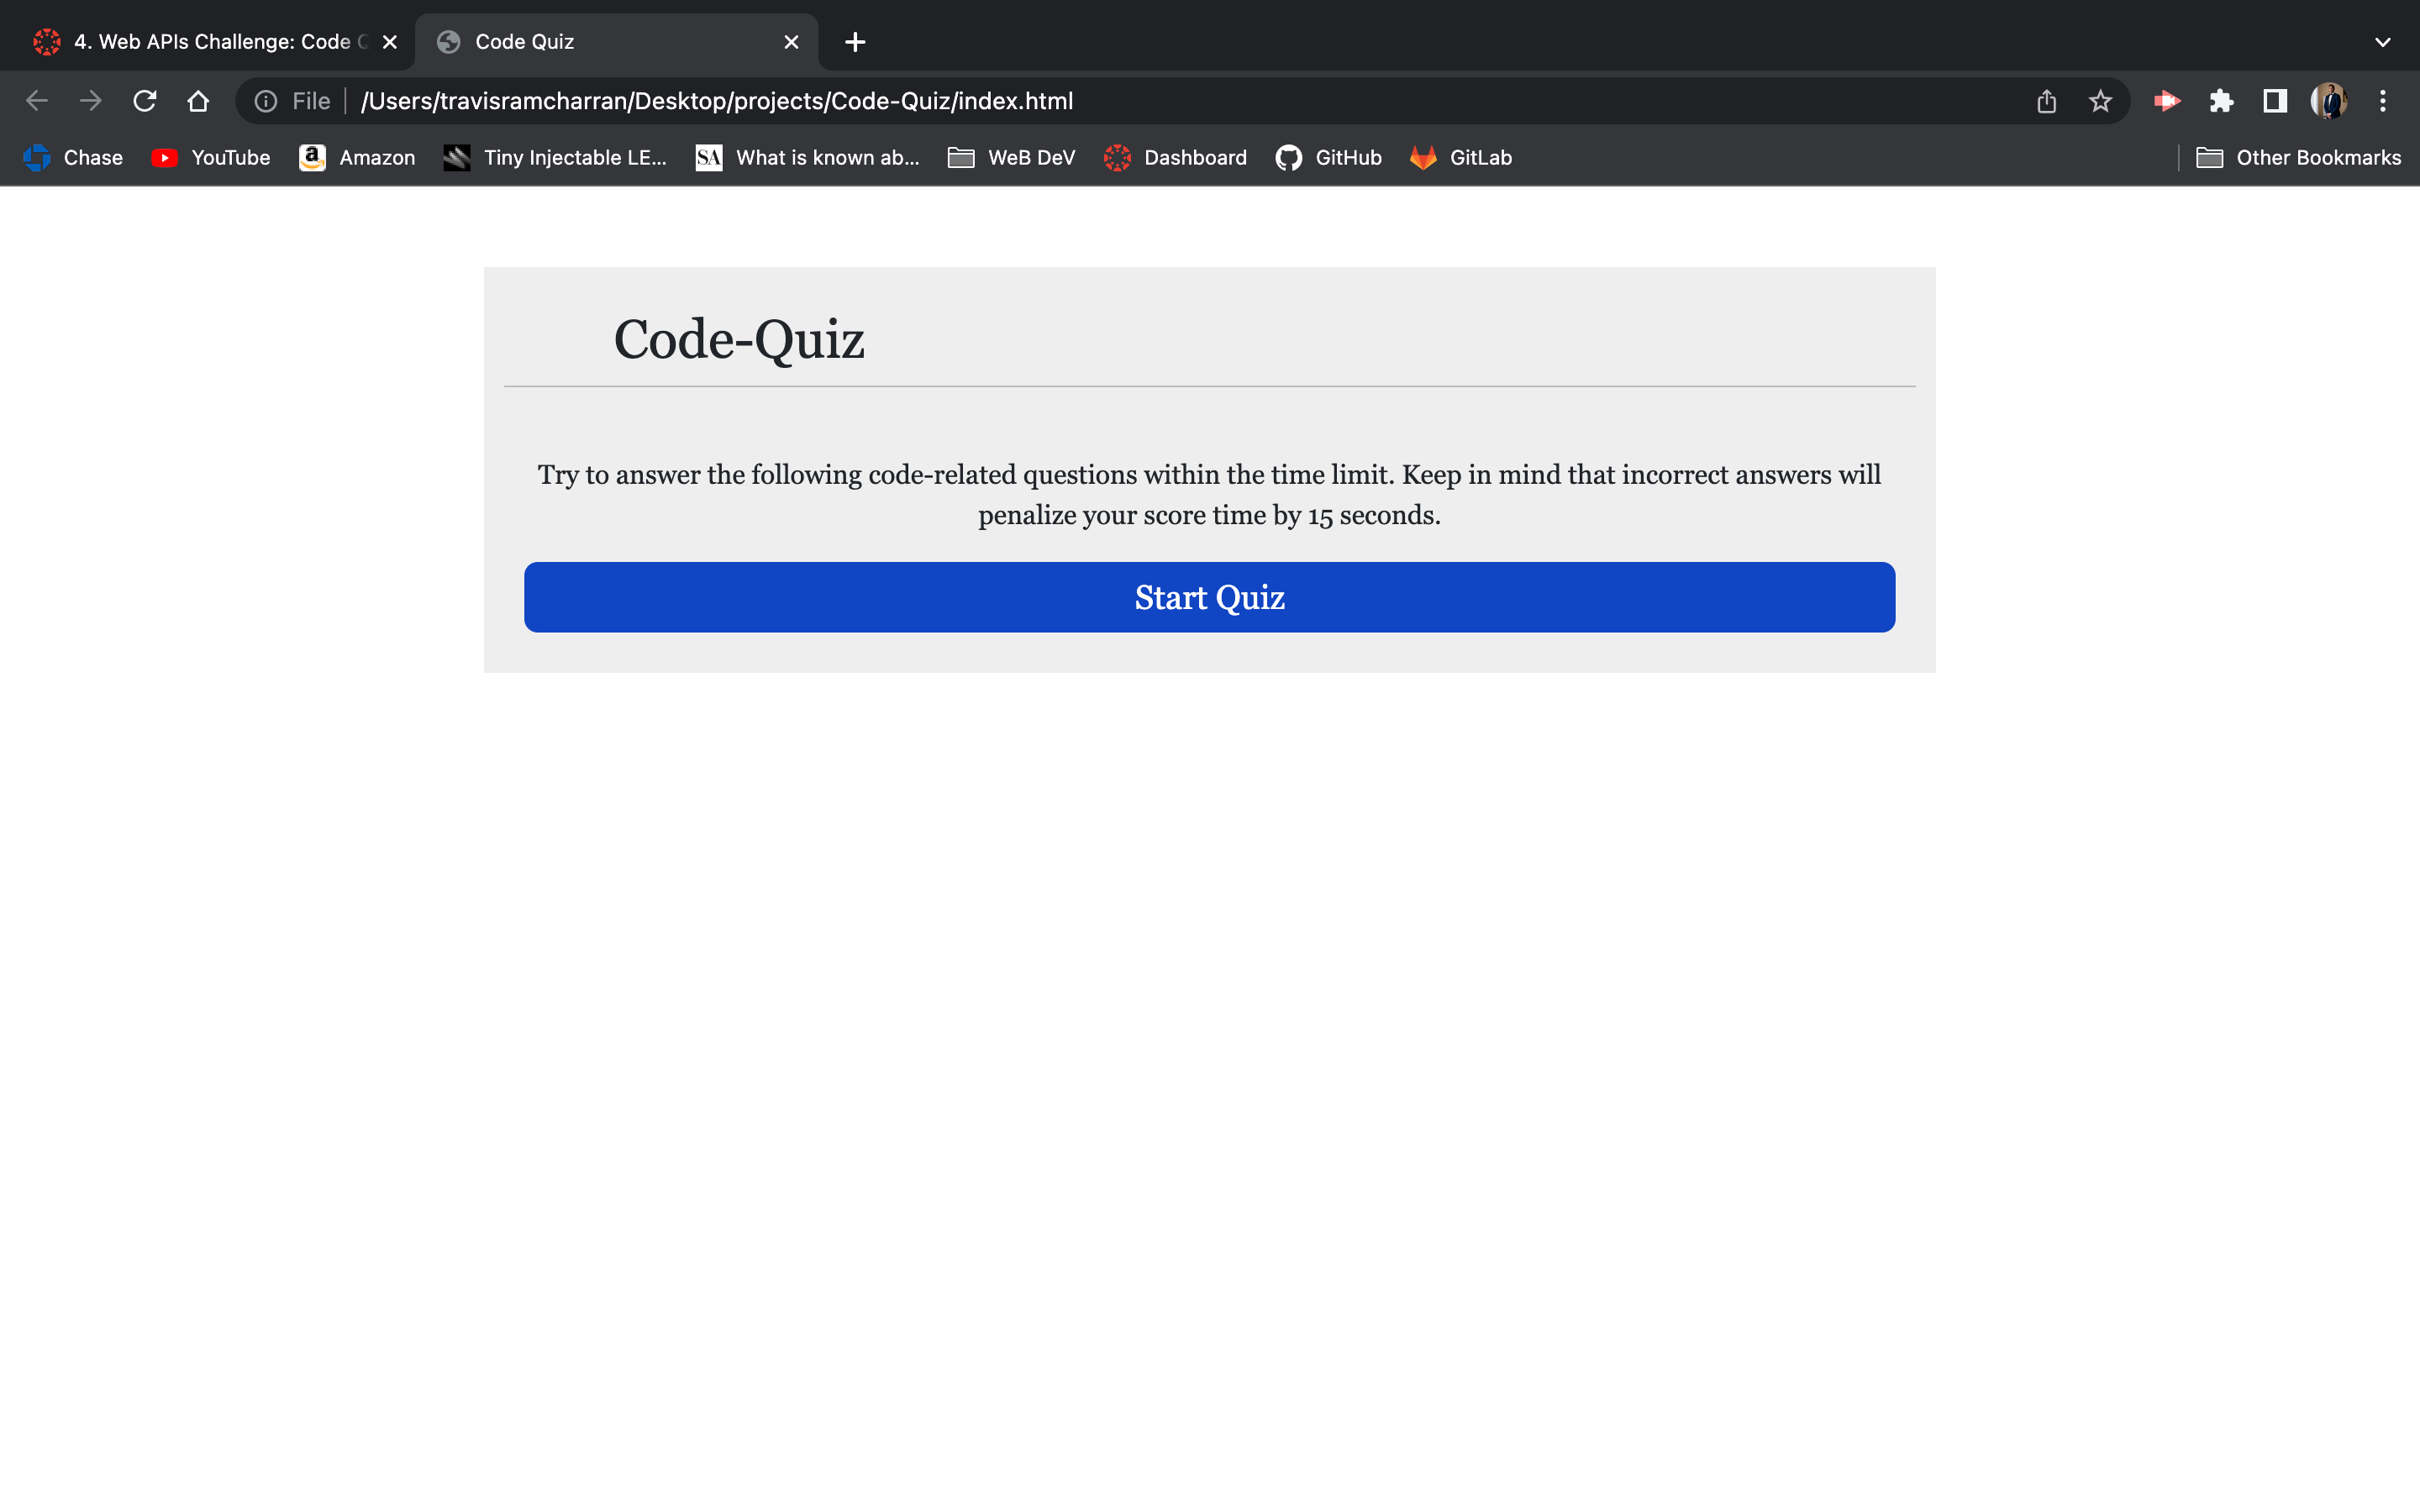 4. Web APIs Challenge: Code Q
Code Quiz
File
/Users/travisramcharran/Desktop/projects/Code-Quiz/index.html
Chase
YouTube
Amazon
Tiny Injectable LE...
SA
What is known ab...
WeB DeV
Dashboard
GitHub
GitLab
Other Bookmarks
Code-Quiz
Try to answer the following code-related questions within the time limit. Keep in mind that incorrect answers will
penalize your score time by 15 seconds.
Start Quiz